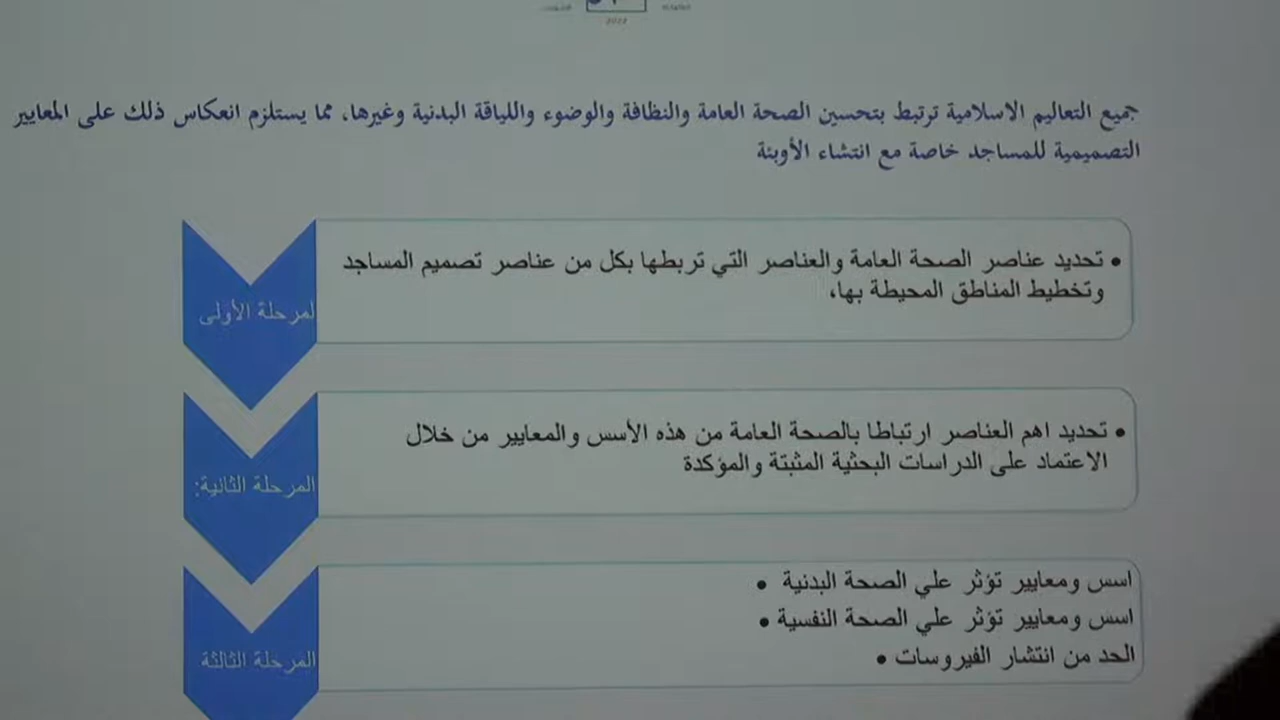 2022
جميع التعاليم الاسلامية ترتبط بتحسين الصحة العامة والنظافة والوضوء واللياقة البدنية وغيرها، مما يستلزم انعكاس ذلك على المعايير
التصميمية للمساجد خاصة مع انتشاء الأوبئة
• تحديد عناصر الصحة العامة والعناصر التي تربطها بكل من عناصر تصميم المساجد
وتخطيط المناطق المحيطة بها،
لمرحلة الأولى
• تحديد اهم العناصر ارتباطا بالصحة العامة من هذه الأسس والمعايير من خلال
الاعتماد على الدراسات البحثية المثبتة والمؤكدة
المرحلة الثانية:
اسس ومعايير تؤثر علي الصحة البدنية •
اسس ومعايير تؤثر علي الصحة النفسية •
الحد من انتشار الفيروسات •
المرحلة الثالثة